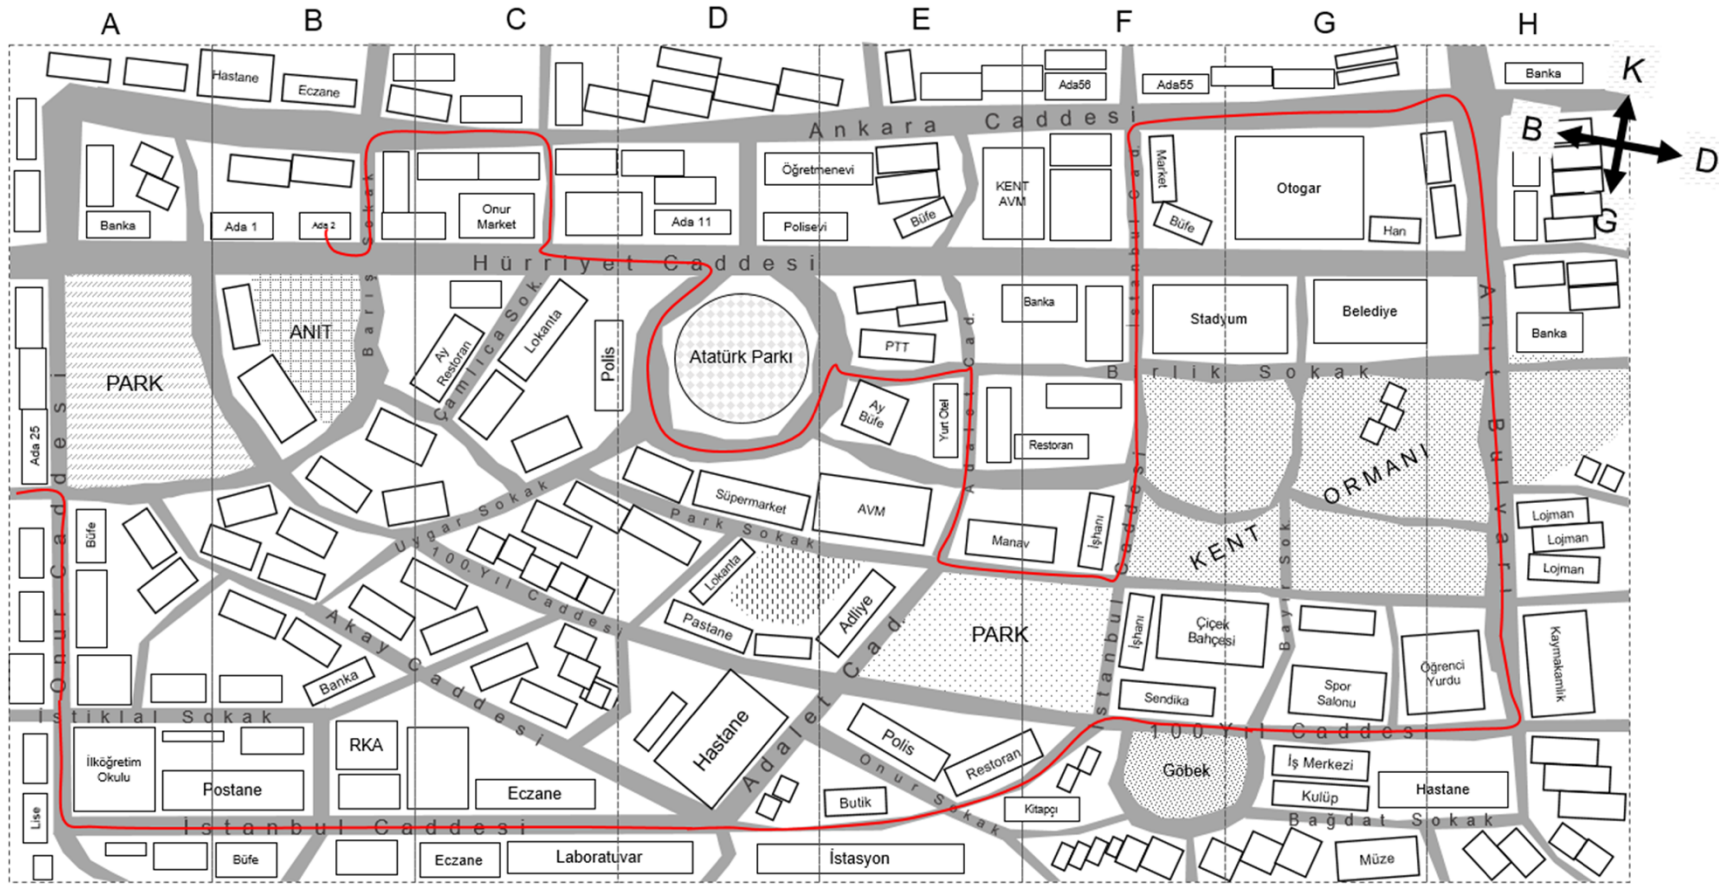 A B C D E F G H
Hastane
Eczane
Ada56
Ada55
Banka
K
B
D
G
Ankara Caddesi
Banka
Ada 1
Ada 2
Barış Sokak
Onur
Market
Ada 11
Öğretmenevi
Polisevi
Büfe
KENT
AVM
İstanbul Cad.
Market
Büfe
Otogar
Han
Hürriyet Caddesi
PARK
ANIT
Ay
Restoran
Çamlıca Sok.
Lokanta
Polis
Atatürk Parkı
PTT
Adalet Cad.
Banka
Stadyum
Belediye
Anıt Bulvarı
Banka
Birlik Sokak
Ada 25
Onur Caddesi
Ay
Büfe
Yurt Otel
Restoran
KENT ORMANI
Büfe
Uygar Sokak
Süpermarket
AVM
Park Sokak
Manav
İşhanı
İstanbul Caddesi
Lojman
Lojman
Lojman
100.Yıl Caddesi
Lokanta
Pastane
Adliye
PARK
İşhanı
Çiçek
Bahçesi
Bayır Sok.
Akay Caddesi
Banka
Adalet Cad.
Sendika
Spor
Salonu
Öğrenci
Yurdu
Kaymakamlık
İstiklal Sokak
100.Yıl Caddes
İlköğretim
Okulu
RKA
Hastane
Polis
Restoran
Göbek
İş Merkezi
Postane
Eczane
Butik
Onur Sokak
Kitapçı
Kulüp
Hastane
Lise
İstanbul Caddesi
Bağdat Sokak
Büfe
Eczane
Laboratuvar
İstasyon
Müze